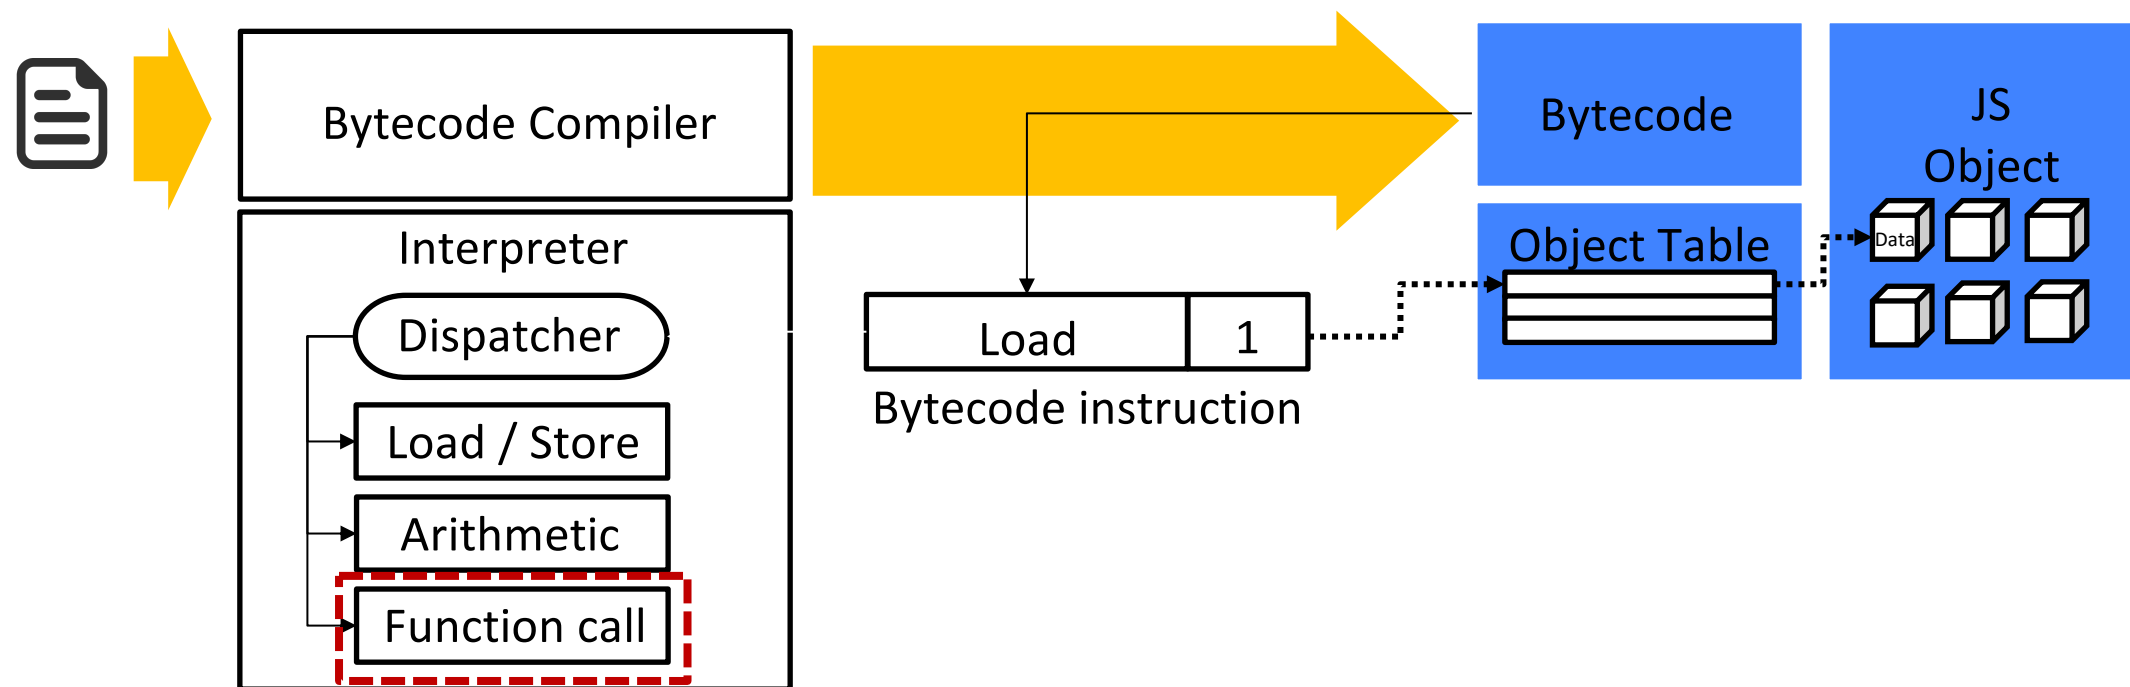 Bytecode Compiler
Bytecode
JS
Object
Interpreter
Object Table
Data
Dispatcher
Load
1
Bytecode instruction
Load / Store
Arithmetic
Function call